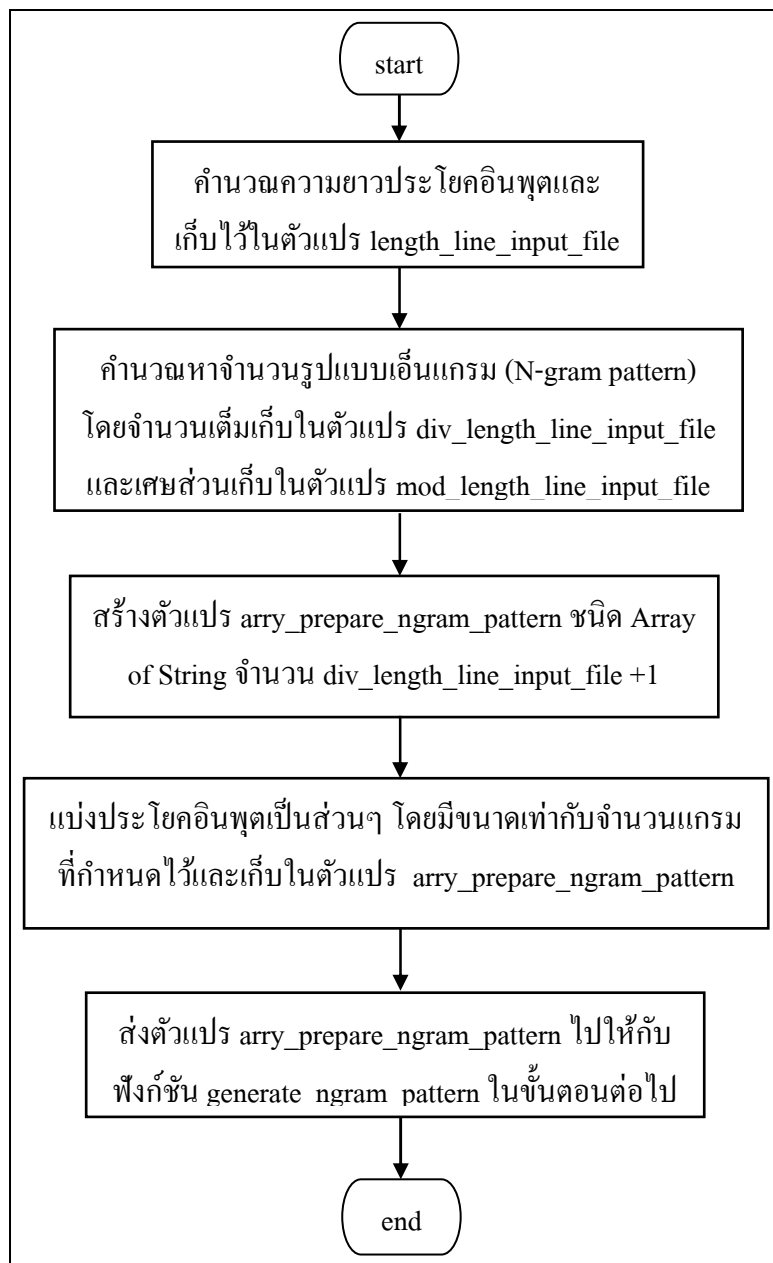 start
คำนวณความยาวประโยคอินพุตและ
เก็บไว้ในตัวแปร length_line_input_file
คำนวณหาจำนวนรูปแบบเอ็นแกรม (N-gram pattern)
โดยจำนวนเต็มเก็บในตัวแปร div_length_line_input_file
และเศษส่วนเก็บในตัวแปร mod_length_line_input_file
สร้างตัวแปร arry_prepare_ngram_pattern ชนิด Array
of String จำนวน div_length_line_input_file +1
แบ่งประโยคอินพุตเป็นส่วนๆ โดยมีขนาดเท่ากับจำนวนแกรม
ที่กำหนดไว้และเก็บในตัวแปร arry_prepare_ngram_pattern
ส่งตัวแปร arry_prepare_ngram_pattern ไปให้กับ
ฟังก์ชัน generate_ngram_pattern ในขั้นตอนต่อไป
end